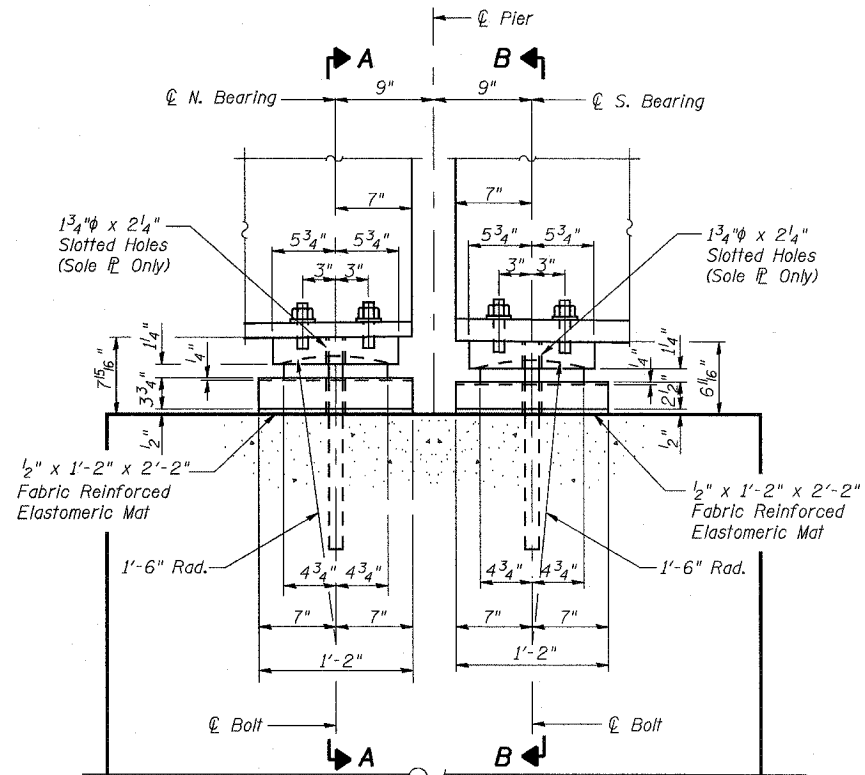 ℄ Pier
A
B
9"
9"
℄ N. Bearing
℄ S. Bearing
7"
7"
1¾"ϕ x 2¼"
Slotted Holes
(Sole ℙ Only)
1¾"ϕ x 2¼"
Slotted Holes
(Sole ℙ Only)
5¾"
5¾"
3"
3"
5¾"
5¾"
3"
3"
7 15/16"
1¼"
¼"
3¾"
½"
1¼"
¼"
2½"
½"
6 11/16"
½" x 1'-2" x 2'-2"
Fabric Reinforced
Elastomeric Mat
½" x 1'-2" x 2'-2"
Fabric Reinforced
Elastomeric Mat
1'-6" Rad.
1'-6" Rad.
4¾"
4¾"
4¾"
4¾"
7"
7"
7"
7"
1'-2"
1'-2"
℄ Bolt
℄ Bolt
A
B